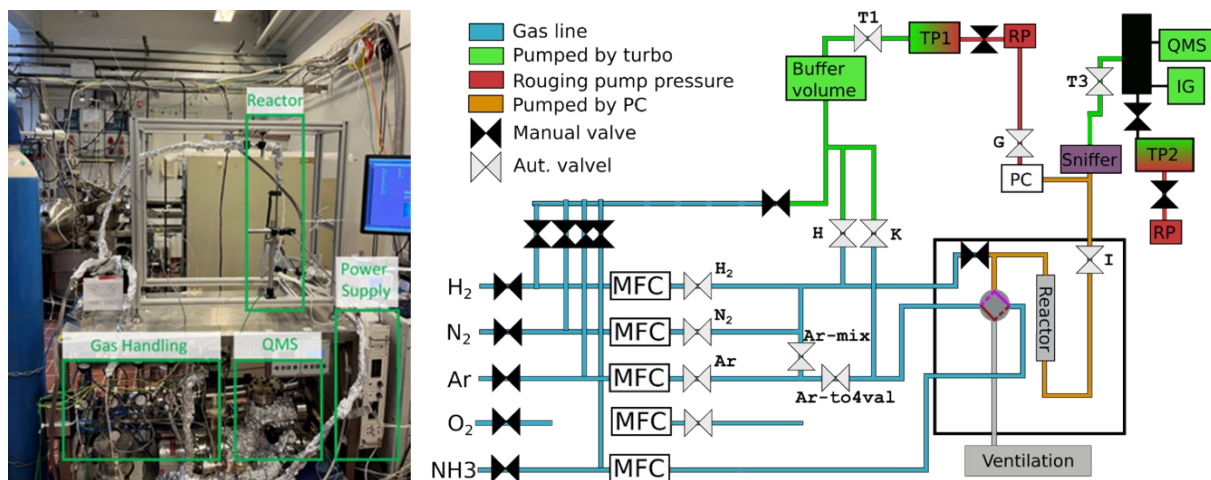 Reactor
Power
Supply
Gas Handling
QMS
Gas line
Pumped by turbo
Rouging pump pressure
Pumped by PC
Manual valve
Aut. valvel
T1
TP1
RP
Buffer
volume
QMS
IG
T3
G
PC
Sniffer
TP2
RP
H
K
I
H₂
MFC
H₂
N₂
MFC
N₂
Ar-mix
Ar
MFC
Ar
Ar-to4val
O₂
MFC
NH3
MFC
Reactor
Ventilation